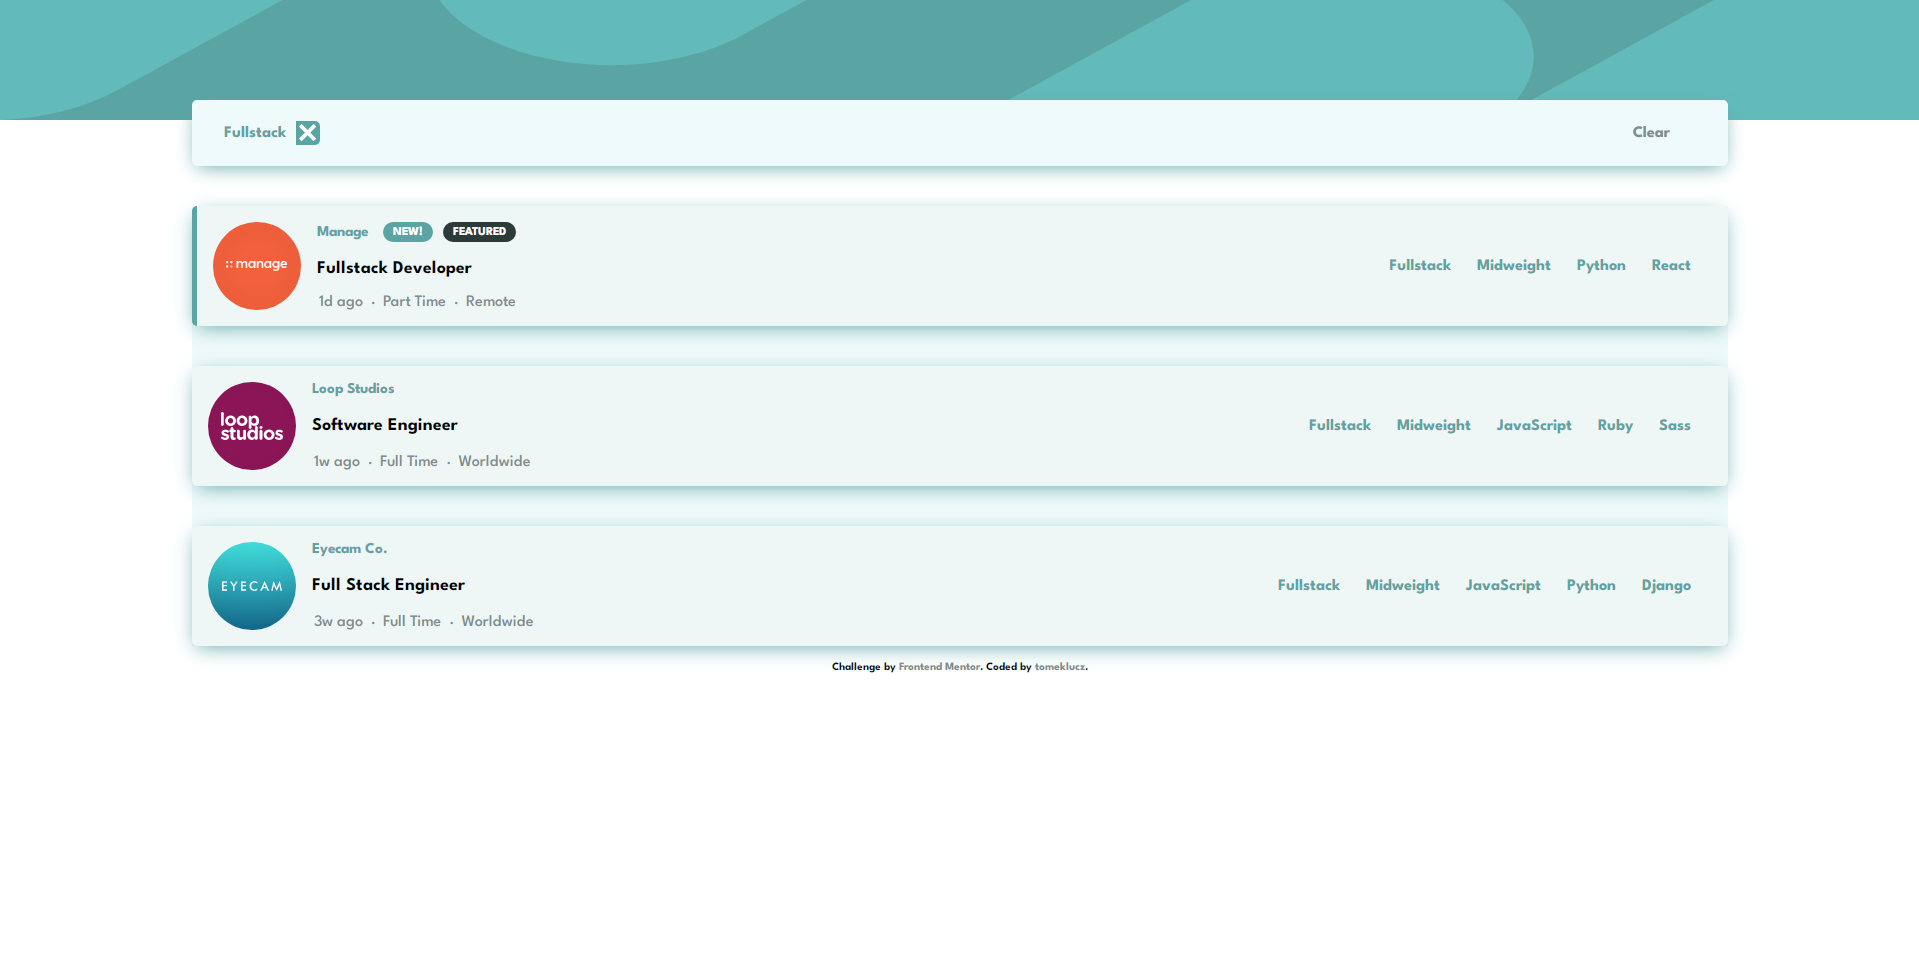 Fullstack
Clear
:: manage
Manage NEW! FEATURED
Fullstack Developer
1d ago · Part Time · Remote
Fullstack Midweight Python React
loop
studios
Loop Studios
Software Engineer
1w ago · Full Time · Worldwide
Fullstack Midweight JavaScript Ruby Sass
EYECAM
Eyecam Co.
Full Stack Engineer
3w ago · Full Time · Worldwide
Fullstack Midweight JavaScript Python Django
Challenge by Frontend Mentor. Coded by tomeklucz.